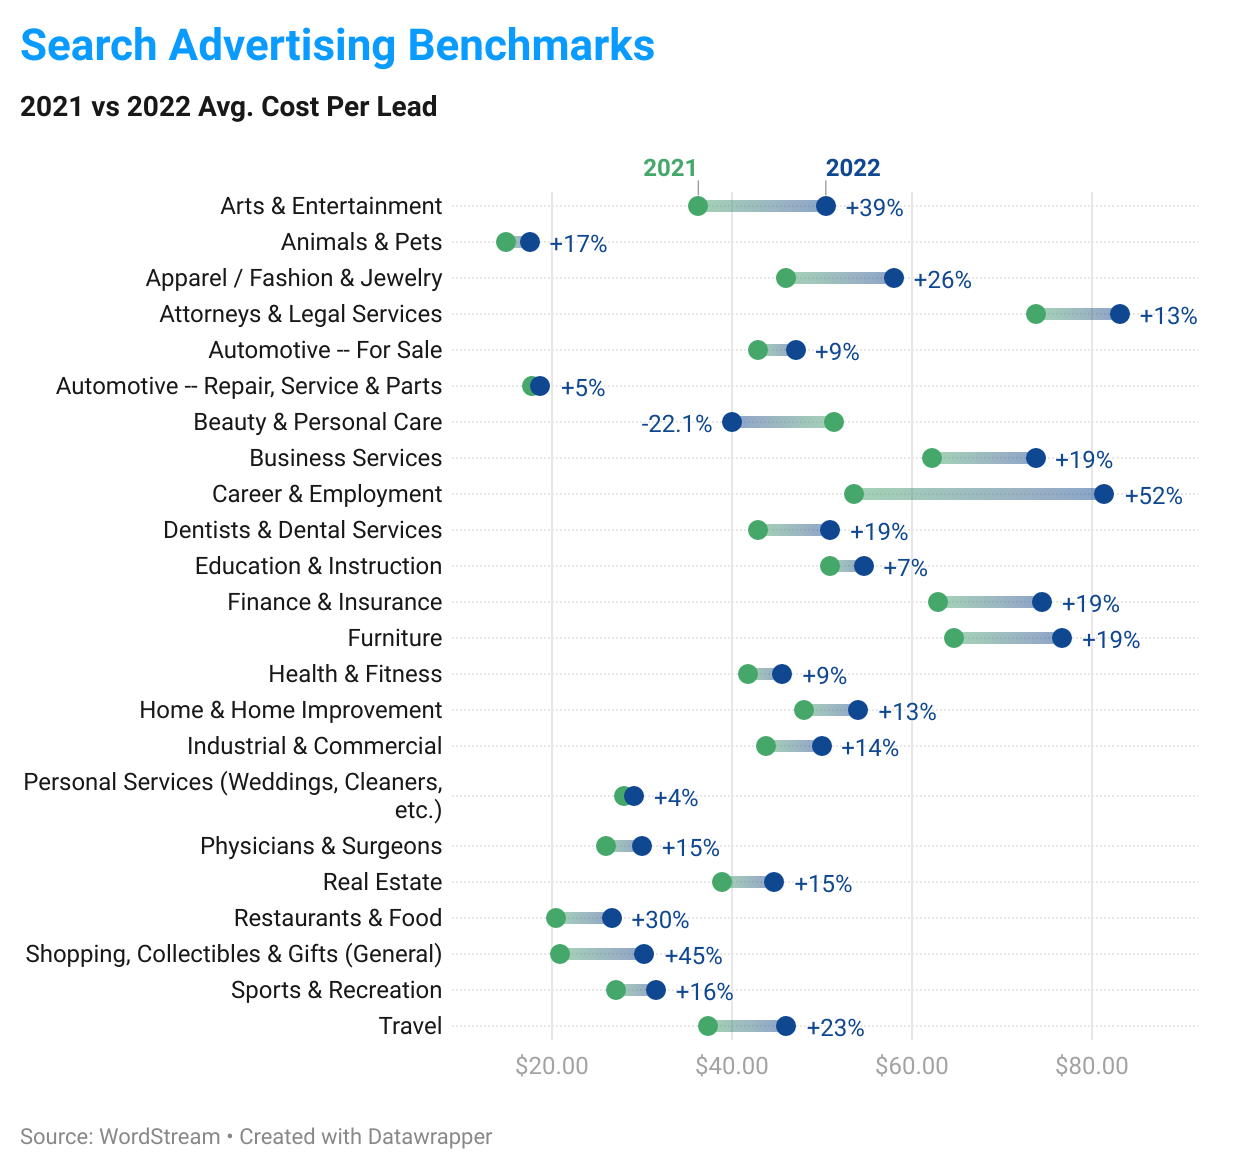 Search Advertising Benchmarks
2021 vs 2022 Avg. Cost Per Lead
2021 2022
Arts & Entertainment +39%
Animals & Pets +17%
Apparel / Fashion & Jewelry +26%
Attorneys & Legal Services +13%
Automotive -- For Sale +9%
Automotive -- Repair, Service & Parts +5%
Beauty & Personal Care -22.1%
Business Services +19%
Career & Employment +52%
Dentists & Dental Services +19%
Education & Instruction +7%
Finance & Insurance +19%
Furniture +19%
Health & Fitness +9%
Home & Home Improvement +13%
Industrial & Commercial +14%
Personal Services (Weddings, Cleaners,
etc.) +4%
Physicians & Surgeons +15%
Real Estate +15%
Restaurants & Food +30%
Shopping, Collectibles & Gifts (General) +45%
Sports & Recreation +16%
Travel +23%
$20.00 $40.00 $60.00 $80.00
Source: WordStream • Created with Datawrapper